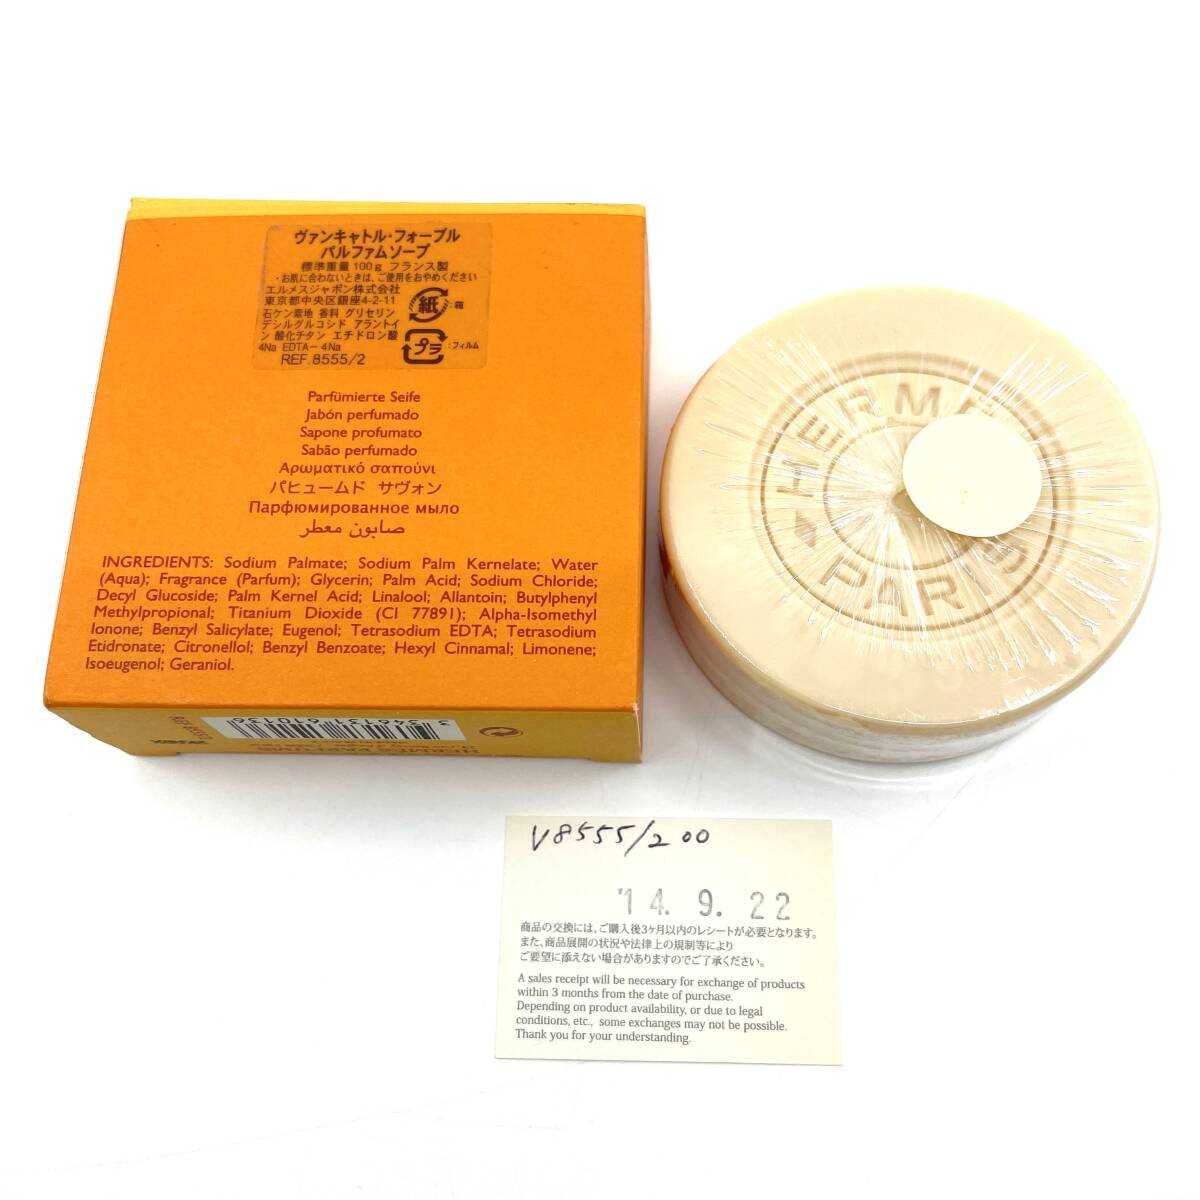 ヴァンキャトル・フォーブル
パルファムソープ
標準重量100g フランス製
・お肌に合わないときは、ご使用をおやめください
エルメスジャポン株式会社
東京都中央区銀座4-2-11
石ケン素地 香料 グリセリン
デシルグルコシド アラントイ
ン 酸化チタン エチドロン酸
4Na EDTA-4Na
REF.8555/2
紙 :箱
プラ :フィルム
Parfümierte Seife
Jabón perfumado
Sapone profumato
Sabão perfumado
Αρωματικό σαπούνι
パヒュームド サヴォン
Парфюмированное мыло
صابون معطر
INGREDIENTS: Sodium Palmate; Sodium Palm Kernelate; Water
(Aqua); Fragrance (Parfum); Glycerin; Palm Acid; Sodium Chloride;
Decyl Glucoside; Palm Kernel Acid; Linalool; Allantoin; Butylphenyl
Methylpropional; Titanium Dioxide (CI 77891); Alpha-Isomethyl
Ionone; Benzyl Salicylate; Eugenol; Tetrasodium EDTA; Tetrasodium
Etidronate; Citronellol; Benzyl Benzoate; Hexyl Cinnamal; Limonene;
Isoeugenol; Geraniol.
3 346131 610136
HERMÈS PARFUMS
HERME
PARIS
V8555/200
'14. 9. 22
商品の交換には、ご購入後3ヶ月以内のレシートが必要となります。
また、商品展開の状況や法律上の規制等により
ご要望に添えない場合がありますのでご了承ください。
A sales receipt will be necessary for exchange of products
within 3 months from the date of purchase.
Depending on product availability, or due to legal
conditions, etc., some exchanges may not be possible.
Thank you for your understanding.